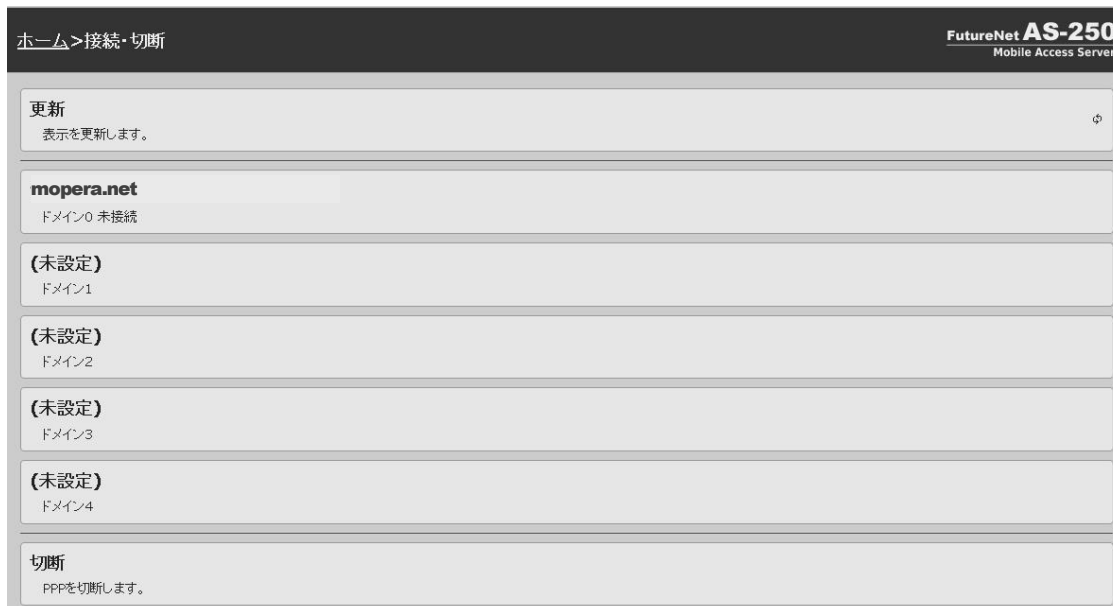 ホーム>接続・切断
FutureNet AS-250
Mobile Access Server
更新
表示を更新します。
mopera.net
ドメイン0 未接続
(未設定)
ドメイン1
(未設定)
ドメイン2
(未設定)
ドメイン3
(未設定)
ドメイン4
切断
PPPを切断します。